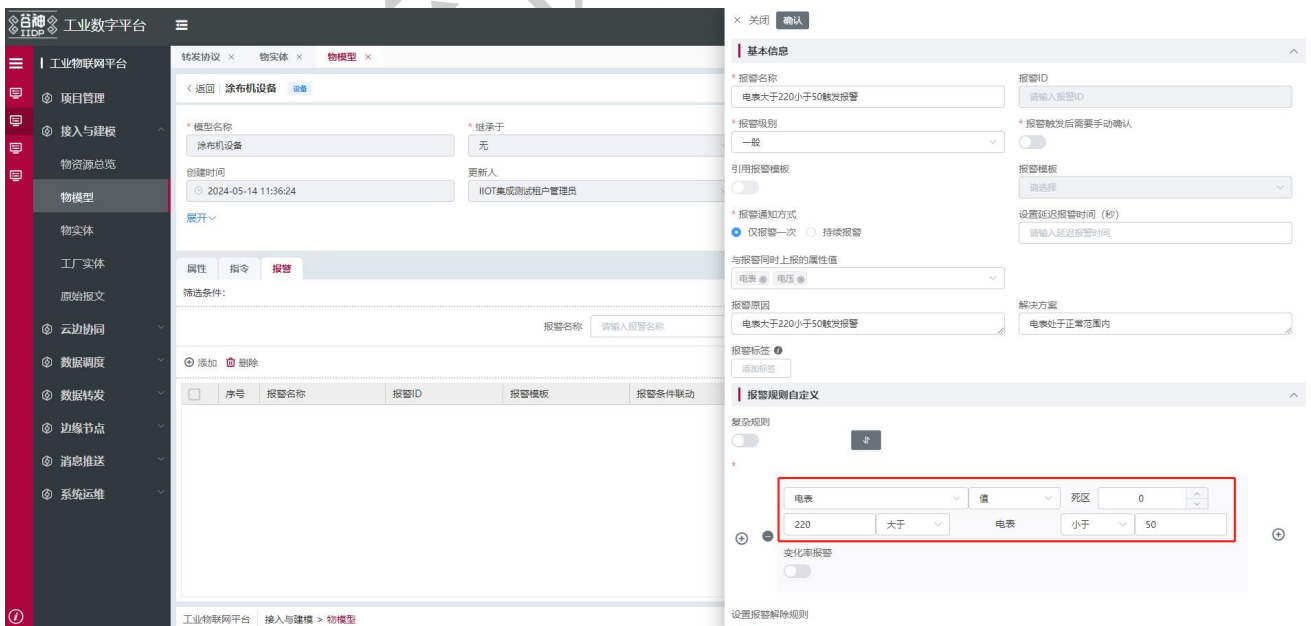 谷神 工业数字平台
IIDP
工业物联网平台
项目管理
接入与建模
物资源总览
物模型
物实体
工厂实体
原始报文
云边协同
数据调度
数据转发
边缘节点
消息推送
系统运维
转发协议 × 物实体 × 物模型 ×
返回 涂布机设备 设备
* 模型名称 * 继承于
涂布机设备 无
创建时间 更新人
2024-05-14 11:36:24 IIOT集成测试租户管理员
展开
属性 指令 报警
筛选条件：
报警名称 请输入报警名称
添加 删除
序号 报警名称 报警ID 报警模板 报警条件联动
工业物联网平台 接入与建模 > 物模型
× 关闭 确认
基本信息
* 报警名称 报警ID
电表大于220小于50触发报警 请输入报警ID
* 报警级别 * 报警触发后需要手动确认
一般
引用报警模板 报警模板
请选择
* 报警通知方式 设置延迟报警时间（秒）
仅报警一次 持续报警 请输入延迟报警时间
与报警同时上报的属性值
电表 电压
报警原因 解决方案
电表大于220小于50触发报警 电表处于正常范围内
报警标签
添加标签
报警规则自定义
复杂规则
*
电表 值 死区 0
220 大于 电表 小于 50
变化率报警
设置报警解除规则